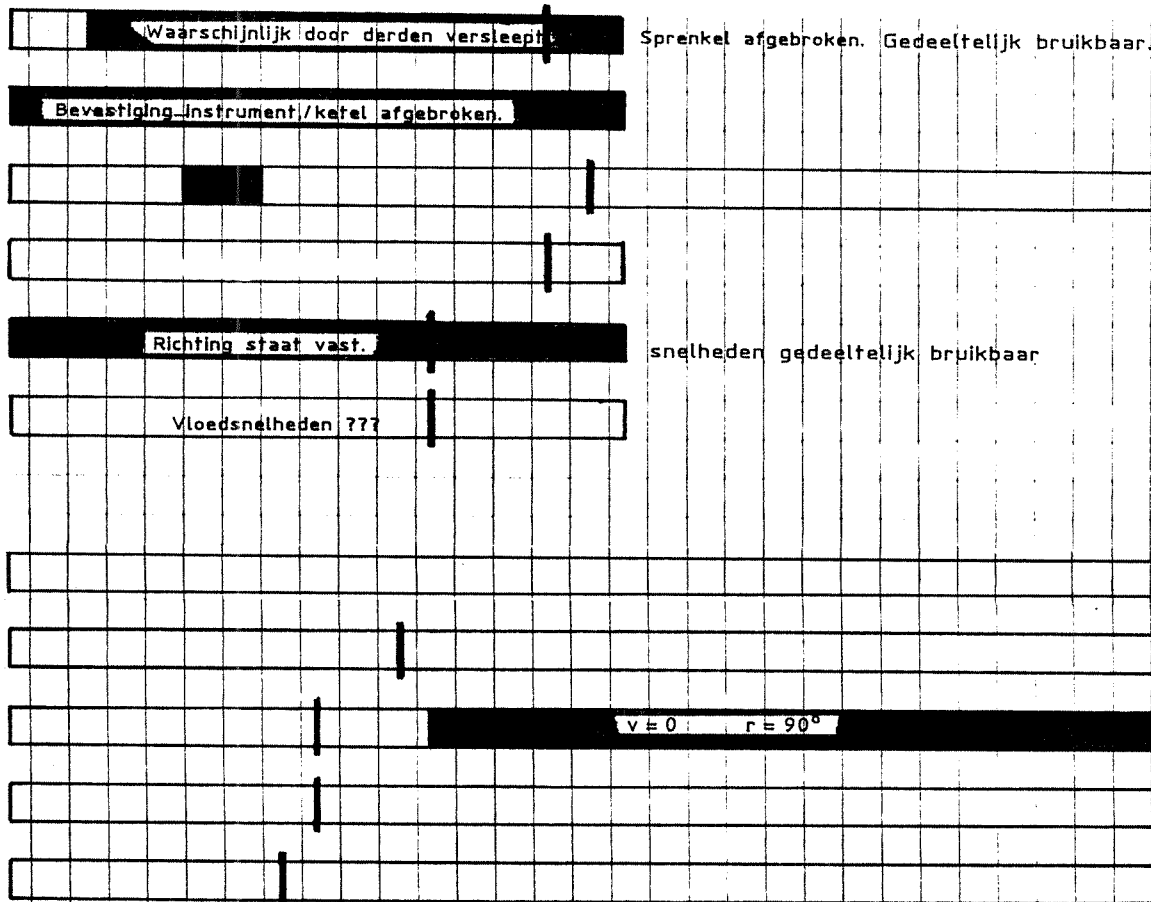 Waarschijnlijk door derden versleept. Sprenkel afgebroken. Gedeeltelijk bruikbaar.
Bevestiging instrument/ketel afgebroken.
Richting staat vast. snelheden gedeeltelijk bruikbaar
Vloedsnelheden ???
v = 0 r = 90°